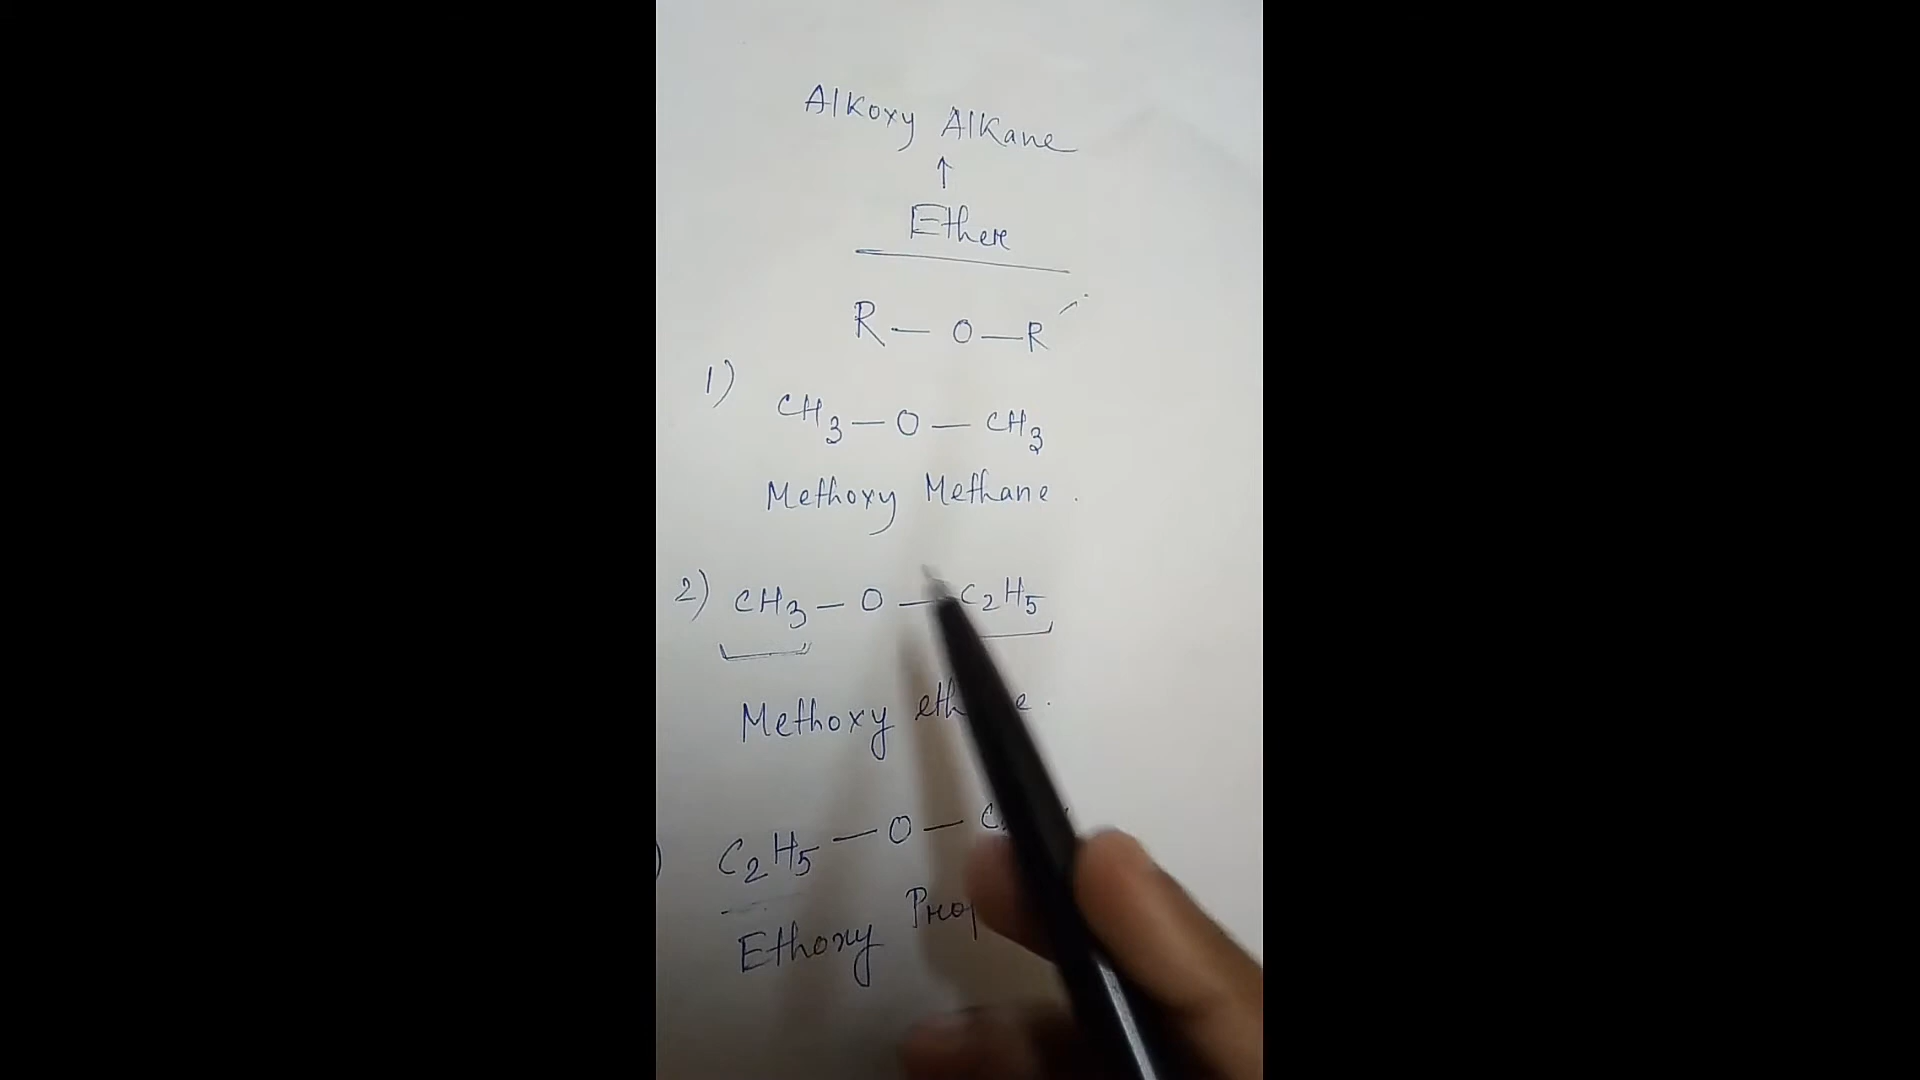 Alkoxy Alkane
↑
Ether
R — O — R
1)
CH3 — O — CH3
Methoxy Methane.
2) CH3 — O — C2H5
Methoxy
)
C2H5 — O —
Ethoxy